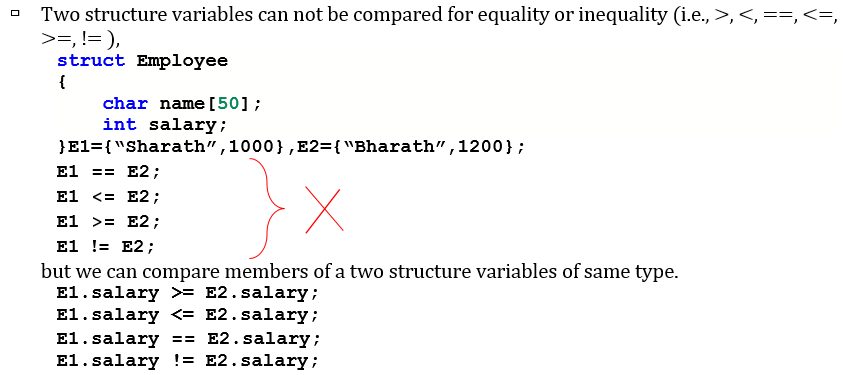 Two structure variables can not be compared for equality or inequality (i.e., >, <, ==, <=,
>=, != ),
struct Employee
{
char name[50];
int salary;
}E1={“Sharath”,1000},E2={“Bharath”,1200};
E1 == E2;
E1 <= E2;
E1 >= E2;
E1 != E2;
but we can compare members of a two structure variables of same type.
E1.salary >= E2.salary;
E1.salary <= E2.salary;
E1.salary == E2.salary;
E1.salary != E2.salary;